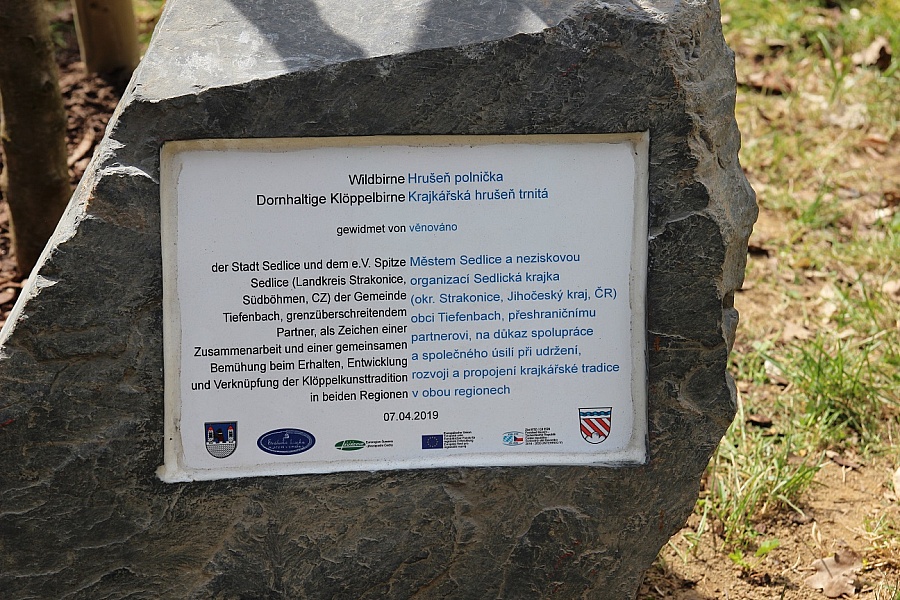 Wildbirne Hrušeň polnička
Dornhaltige Klöppelbirne Krajkářská hrušeň trnitá
gewidmet von věnováno
der Stadt Sedlice und dem e.V. Spitze
Sedlice (Landkreis Strakonice,
Südböhmen, CZ) der Gemeinde
Tiefenbach, grenzüberschreitendem
Partner, als Zeichen einer
Zusammenarbeit und einer gemeinsamen
Bemühung beim Erhalten, Entwicklung
und Verknüpfung der Klöppelkunsttradition
in beiden Regionen
Městem Sedlice a neziskovou
organizací Sedlická krajka
(okr. Strakonice, Jihočeský kraj, ČR)
obci Tiefenbach, přeshraničnímu
partnerovi, na důkaz spolupráce
a společného úsilí při udržení,
rozvoji a propojení krajkářské tradice
v obou regionech
07.04.2019